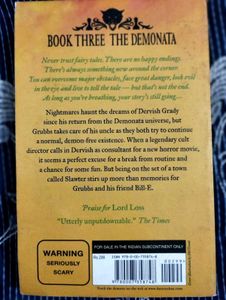 BOOK THREE THE DEMONATA
Never trust fairy tales. There are no happy endings.
There's always something new around the corner.
You can overcome major obstacles, face great danger, look evil
in the eye and live to tell the tale — but that's not the end.
As long as you're breathing, your story's still going...
Nightmares haunt the dreams of Dervish Grady
since his return from the Demonata universe, but
Grubbs takes care of his uncle as they both try to continue
a normal, demon-free existence. When a legendary cult
director calls in Dervish as consultant for a new horror movie,
it seems a perfect excuse for a break from routine and
a chance for some fun. But being on the set of a town
called Slawter stirs up more than memories for
Grubbs and his friend Bill-E.
Praise for Lord Loss
"Utterly unputdownable." The Times
WARNING
SERIOUSLY
SCARY
FOR SALE IN THE INDIAN SUBCONTINENT ONLY